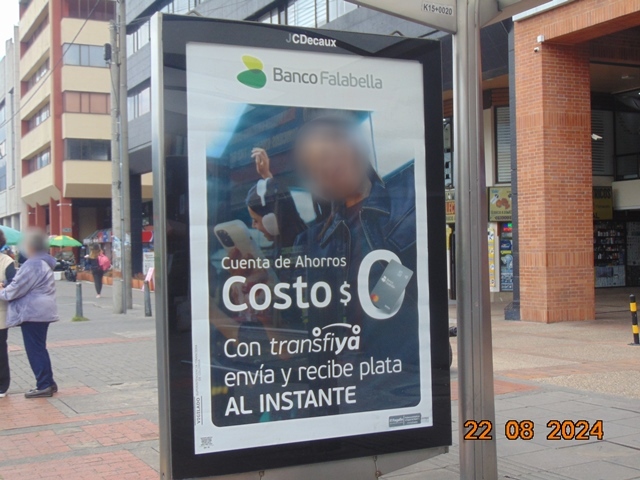 K15+0020
JCDecaux
Banco Falabella
Cuenta de Ahorros
Costo $0
Con transfiYa
envía y recibe plata
AL INSTANTE
VIGILADO
22 08 2024